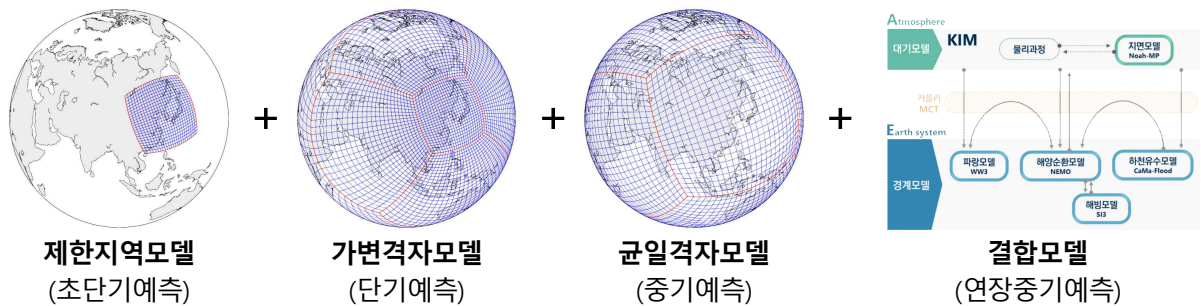 Atmosphere
대기모델
KIM
물리과정
지면모델
Noah-MP
커플러
MCT
Earth system
경계모델
파랑모델
WW3
해양순환모델
NEMO
하천유수모델
CaMa-Flood
해빙모델
SI3
+ + +
제한지역모델 가변격자모델 균일격자모델 결합모델
(초단기예측) (단기예측) (중기예측) (연장중기예측)